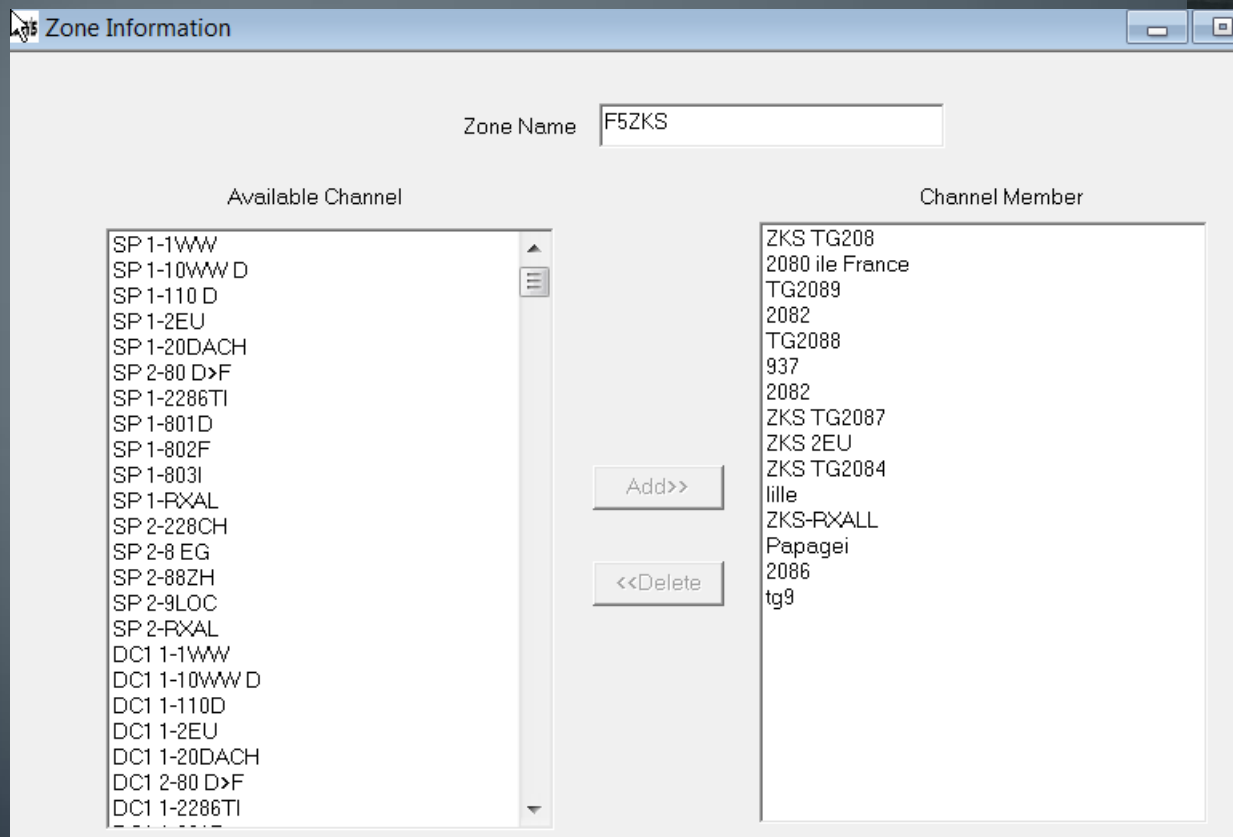 Zone Information
Zone Name
F5ZKS
Available Channel
SP 1-1WW
SP 1-10WW D
SP 1-110 D
SP 1-2EU
SP 1-20DACH
SP 2-80 D>F
SP 1-2286TI
SP 1-801D
SP 1-802F
SP 1-803I
SP 1-RXAL
SP 2-228CH
SP 2-8 EG
SP 2-88ZH
SP 2-9LOC
SP 2-RXAL
DC1 1-1WW
DC1 1-10WW D
DC1 1-110D
DC1 1-2EU
DC1 1-20DACH
DC1 2-80 D>F
DC1 1-2286TI
Add>>
<<Delete
Channel Member
ZKS TG208
2080 ile France
TG2089
2082
TG2088
937
2082
ZKS TG2087
ZKS 2EU
ZKS TG2084
lille
ZKS-RXALL
Papagei
2086
tg9